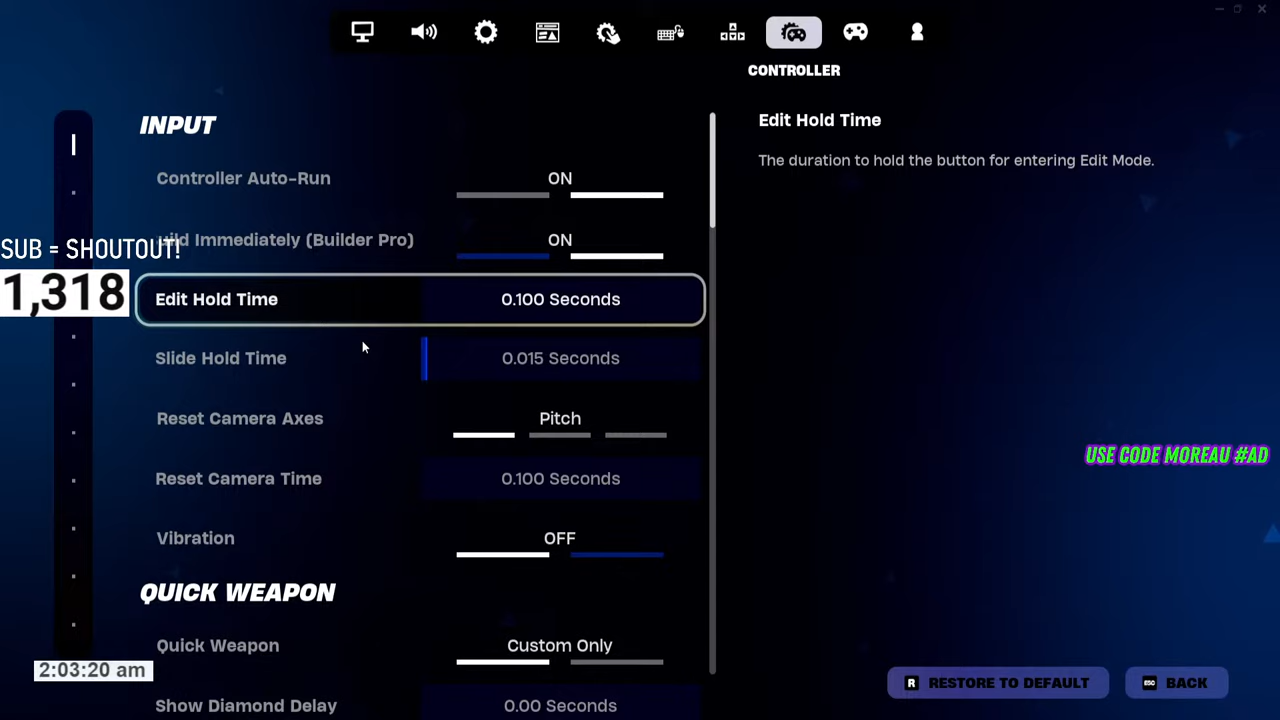 CONTROLLER
INPUT
Edit Hold Time
The duration to hold the button for entering Edit Mode.
Controller Auto-Run
ON
ild Immediately (Builder Pro)
ON
SUB = SHOUTOUT!
1,318
Edit Hold Time
0.100 Seconds
Slide Hold Time
0.015 Seconds
Reset Camera Axes
Pitch
USE CODE MOREAU #AD
Reset Camera Time
0.100 Seconds
Vibration
OFF
QUICK WEAPON
Quick Weapon
Custom Only
2:03:20 am
R RESTORE TO DEFAULT
ESC BACK
Show Diamond Delay
0.00 Seconds